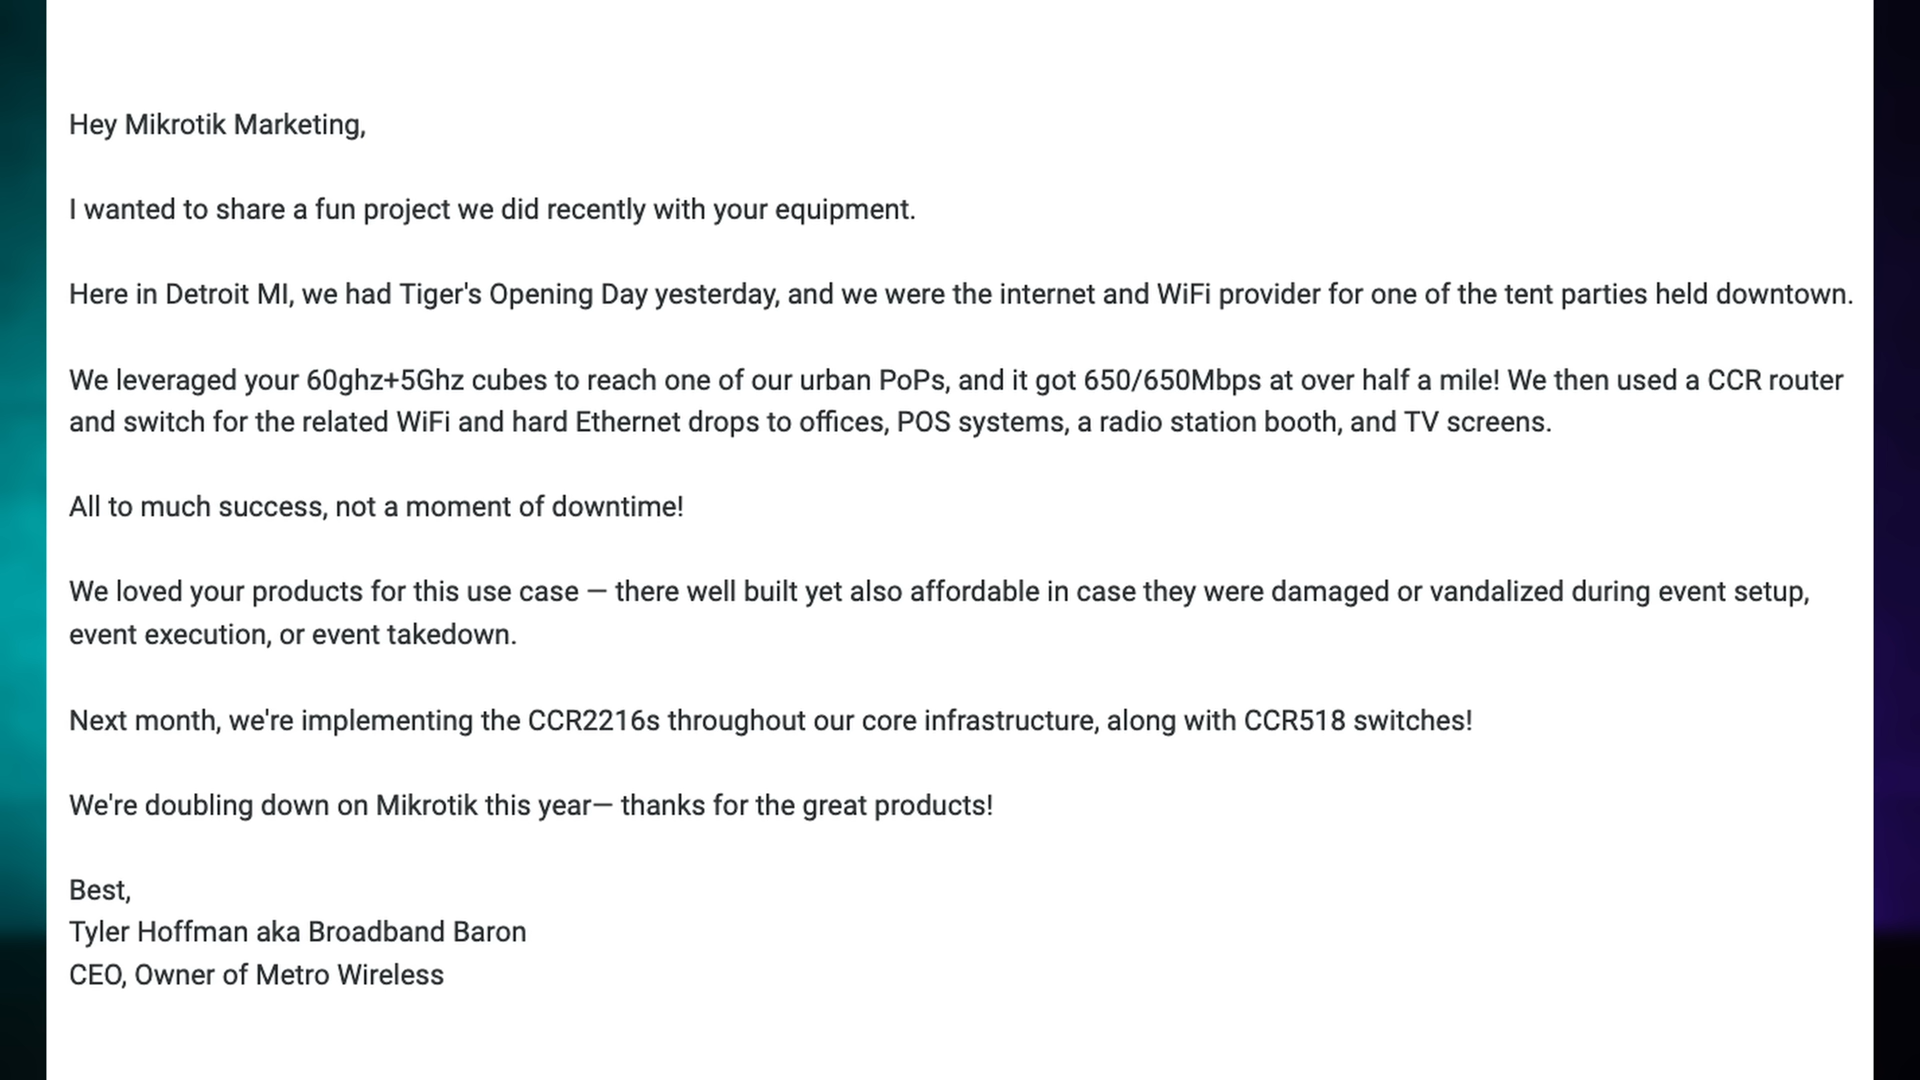 Hey Mikrotik Marketing,
I wanted to share a fun project we did recently with your equipment.
Here in Detroit MI, we had Tiger's Opening Day yesterday, and we were the internet and WiFi provider for one of the tent parties held downtown.
We leveraged your 60ghz+5Ghz cubes to reach one of our urban PoPs, and it got 650/650Mbps at over half a mile! We then used a CCR router
and switch for the related WiFi and hard Ethernet drops to offices, POS systems, a radio station booth, and TV screens.
All to much success, not a moment of downtime!
We loved your products for this use case — there well built yet also affordable in case they were damaged or vandalized during event setup,
event execution, or event takedown.
Next month, we're implementing the CCR2216s throughout our core infrastructure, along with CCR518 switches!
We're doubling down on Mikrotik this year— thanks for the great products!
Best,
Tyler Hoffman aka Broadband Baron
CEO, Owner of Metro Wireless